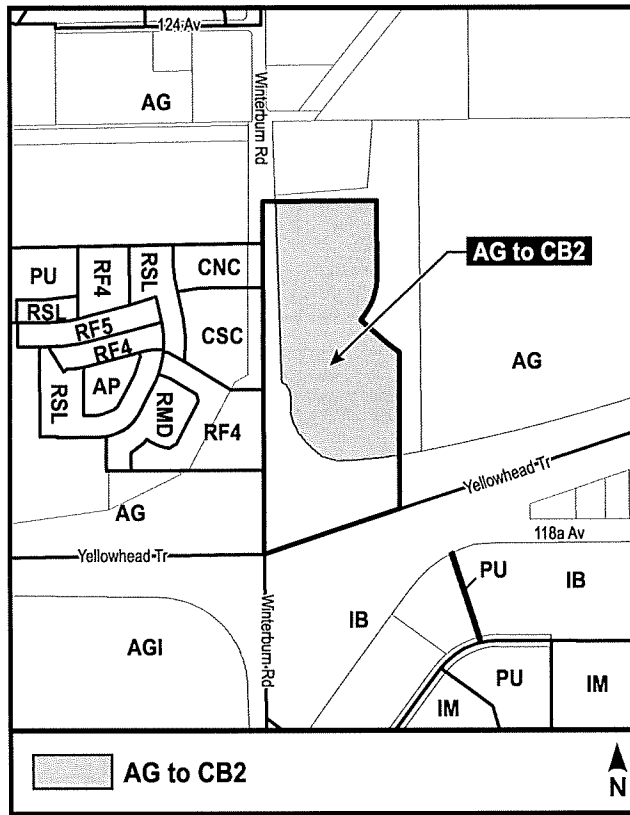 124 Av
AG
Winterburn Rd
AG to CB2
PU
RF4
RSL
CNC
RSL
RF5
CSC
RF4
AG
RSL
AP
RMD
RF4
Yellowhead Tr
AG
118a Av
Yellowhead Tr
PU
IB
Winterburn Rd
IB
AGI
PU
IM
IM
AG to CB2
N